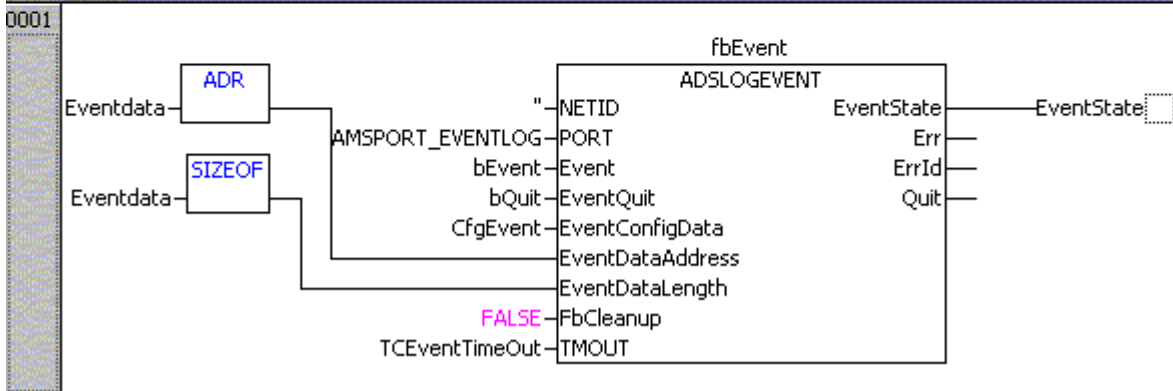 0001
fbEvent
ADR
ADSLOGEVENT
Eventdata
"
NETID
EventState
EventState
AMSPORT_EVENTLOG
PORT
Err
SIZEOF
bEvent
Event
ErrId
Eventdata
bQuit
EventQuit
Quit
CfgEvent
EventConfigData
EventDataAddress
EventDataLength
FALSE
FbCleanup
TCEventTimeOut
TMOUT